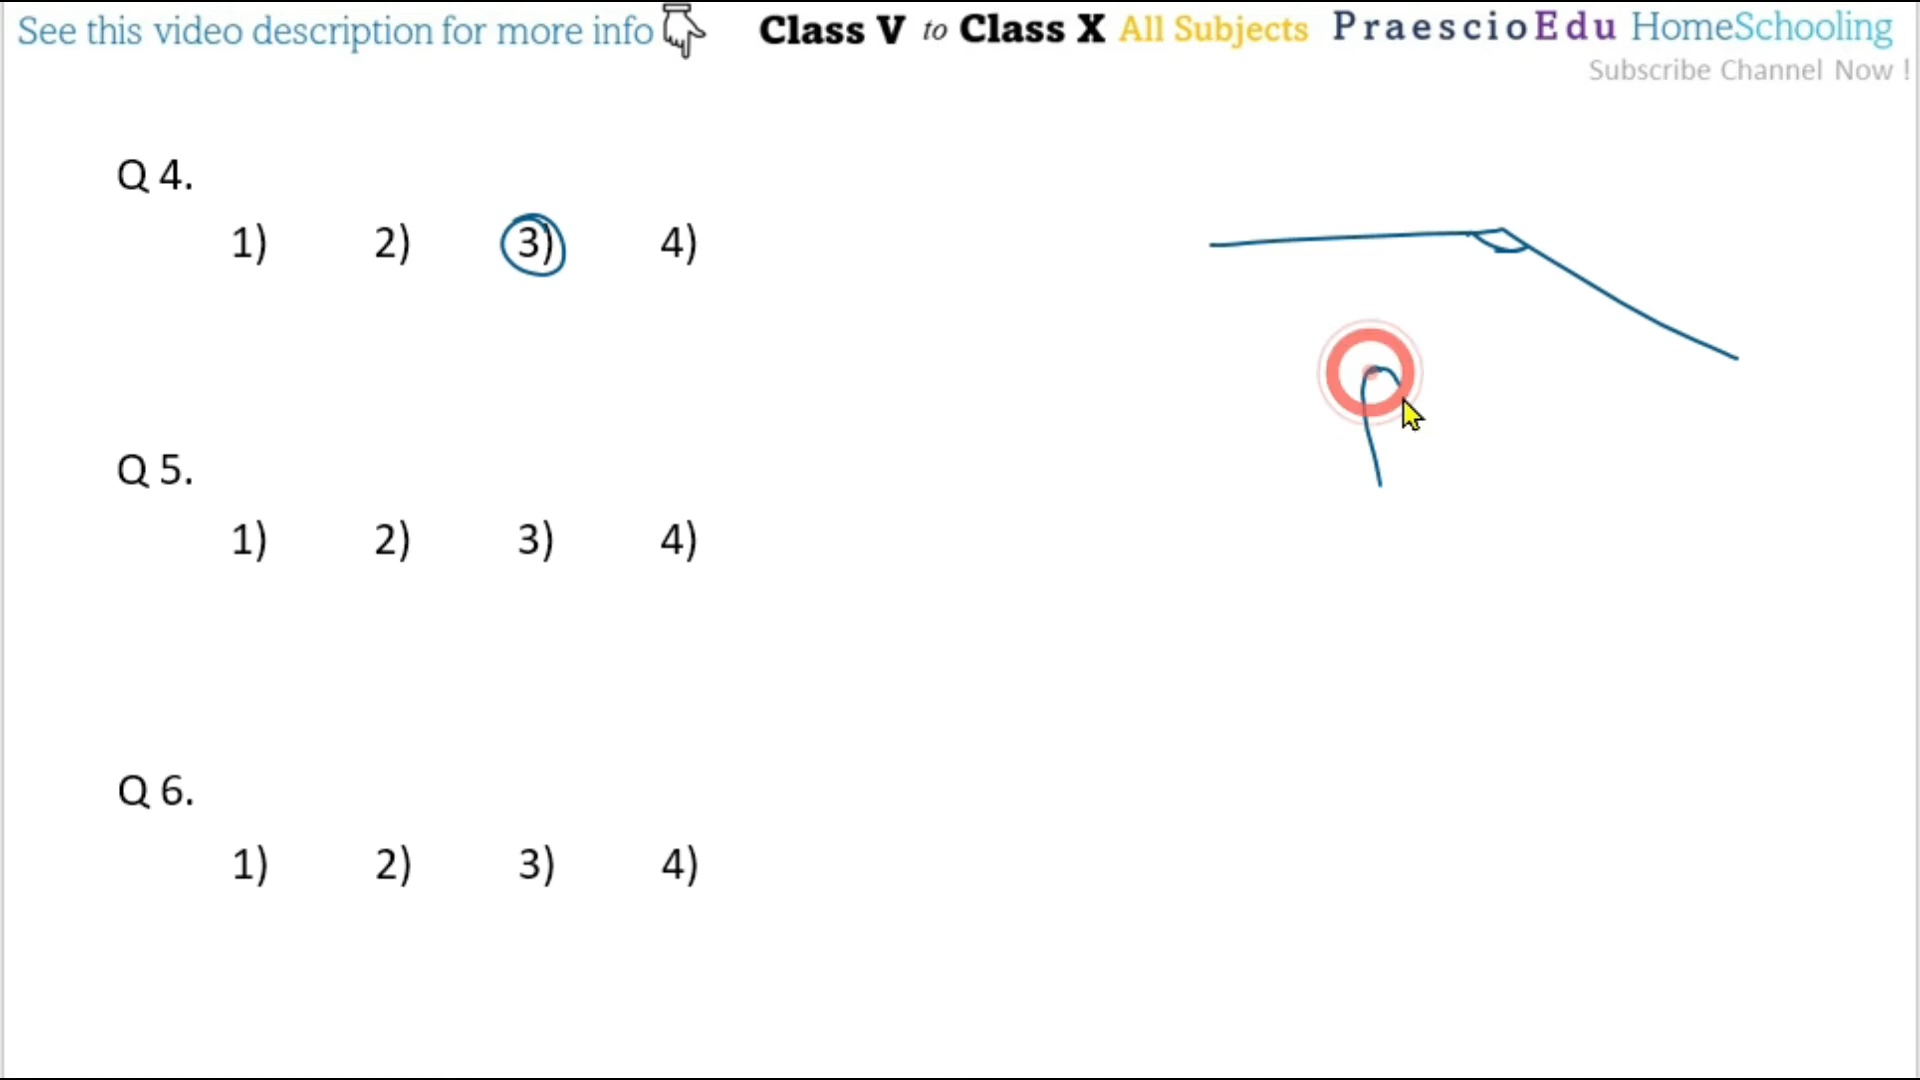 See this video description for more info Class V to Class X All Subjects PraescioEdu HomeSchooling
Subscribe Channel Now !
Q 4.
1) 2) 3) 4)
Q 5.
1) 2) 3) 4)
Q 6.
1) 2) 3) 4)